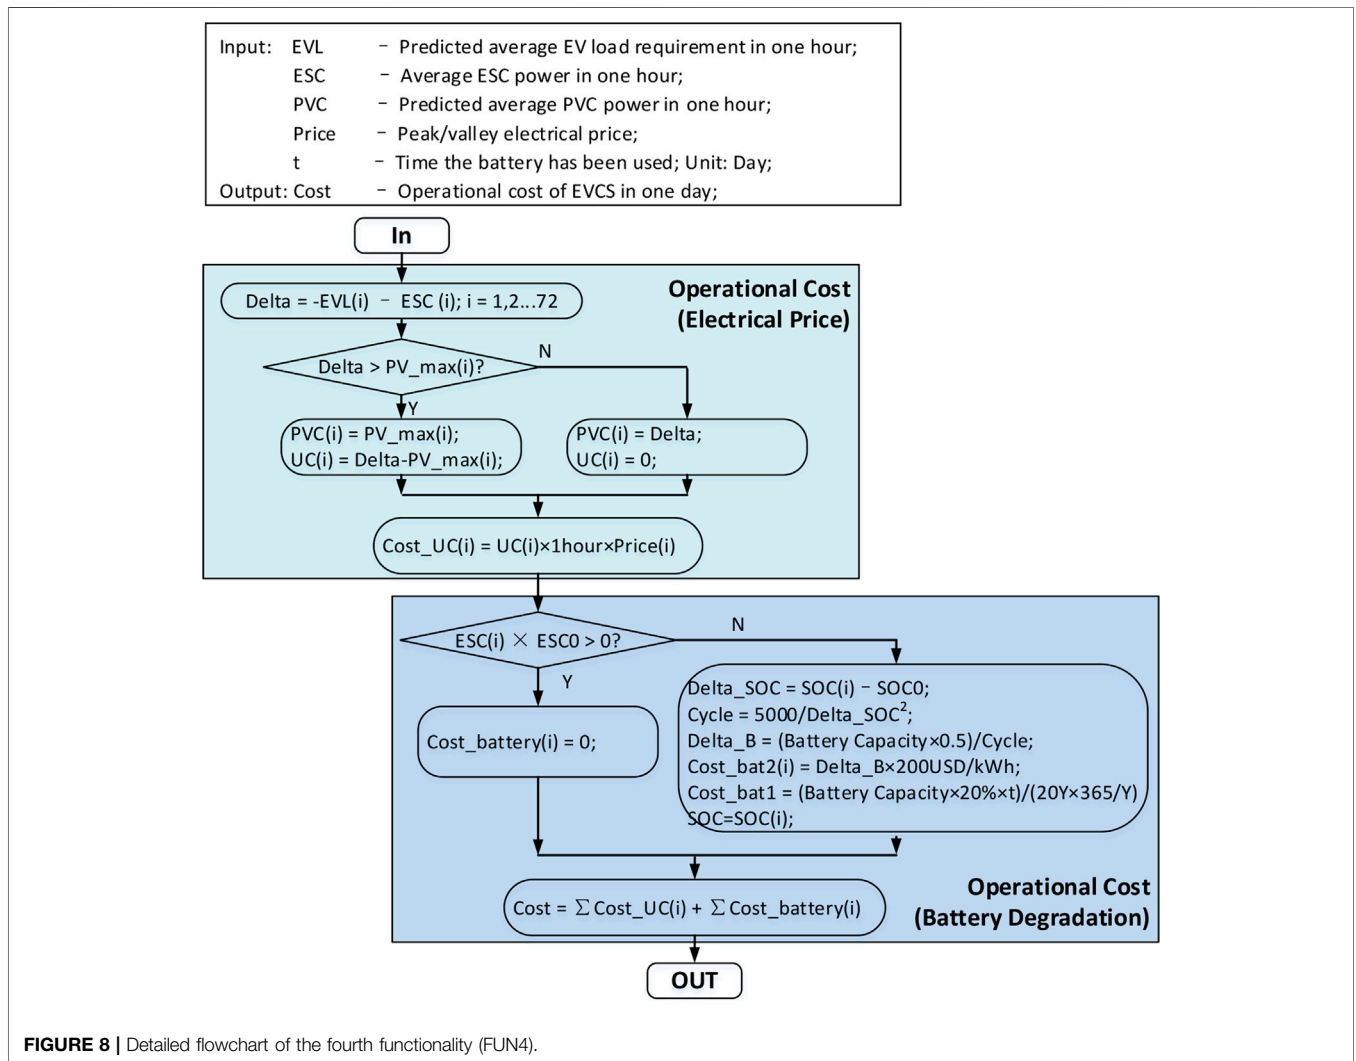 Input: EVL – Predicted average EV load requirement in one hour;
ESC – Average ESC power in one hour;
PVC – Predicted average PVC power in one hour;
Price – Peak/valley electrical price;
t – Time the battery has been used; Unit: Day;
Output: Cost – Operational cost of EVCS in one day;
In
Operational Cost
(Electrical Price)
Delta = -EVL(i) – ESC (i); i = 1,2...72
Delta > PV_max(i)?
N
Y
PVC(i) = PV_max(i);
UC(i) = Delta-PV_max(i);
PVC(i) = Delta;
UC(i) = 0;
Cost_UC(i) = UC(i)×1hour×Price(i)
ESC(i) × ESC0 > 0?
N
Y
Cost_battery(i) = 0;
Delta_SOC = SOC(i) – SOC0;
Cycle = 5000/Delta_SOC²;
Delta_B = (Battery Capacity×0.5)/Cycle;
Cost_bat2(i) = Delta_B×200USD/kWh;
Cost_bat1 = (Battery Capacity×20%×t)/(20Y×365/Y)
SOC=SOC(i);
Operational Cost
(Battery Degradation)
Cost = ∑ Cost_UC(i) + ∑ Cost_battery(i)
OUT
FIGURE 8 | Detailed flowchart of the fourth functionality (FUN4).